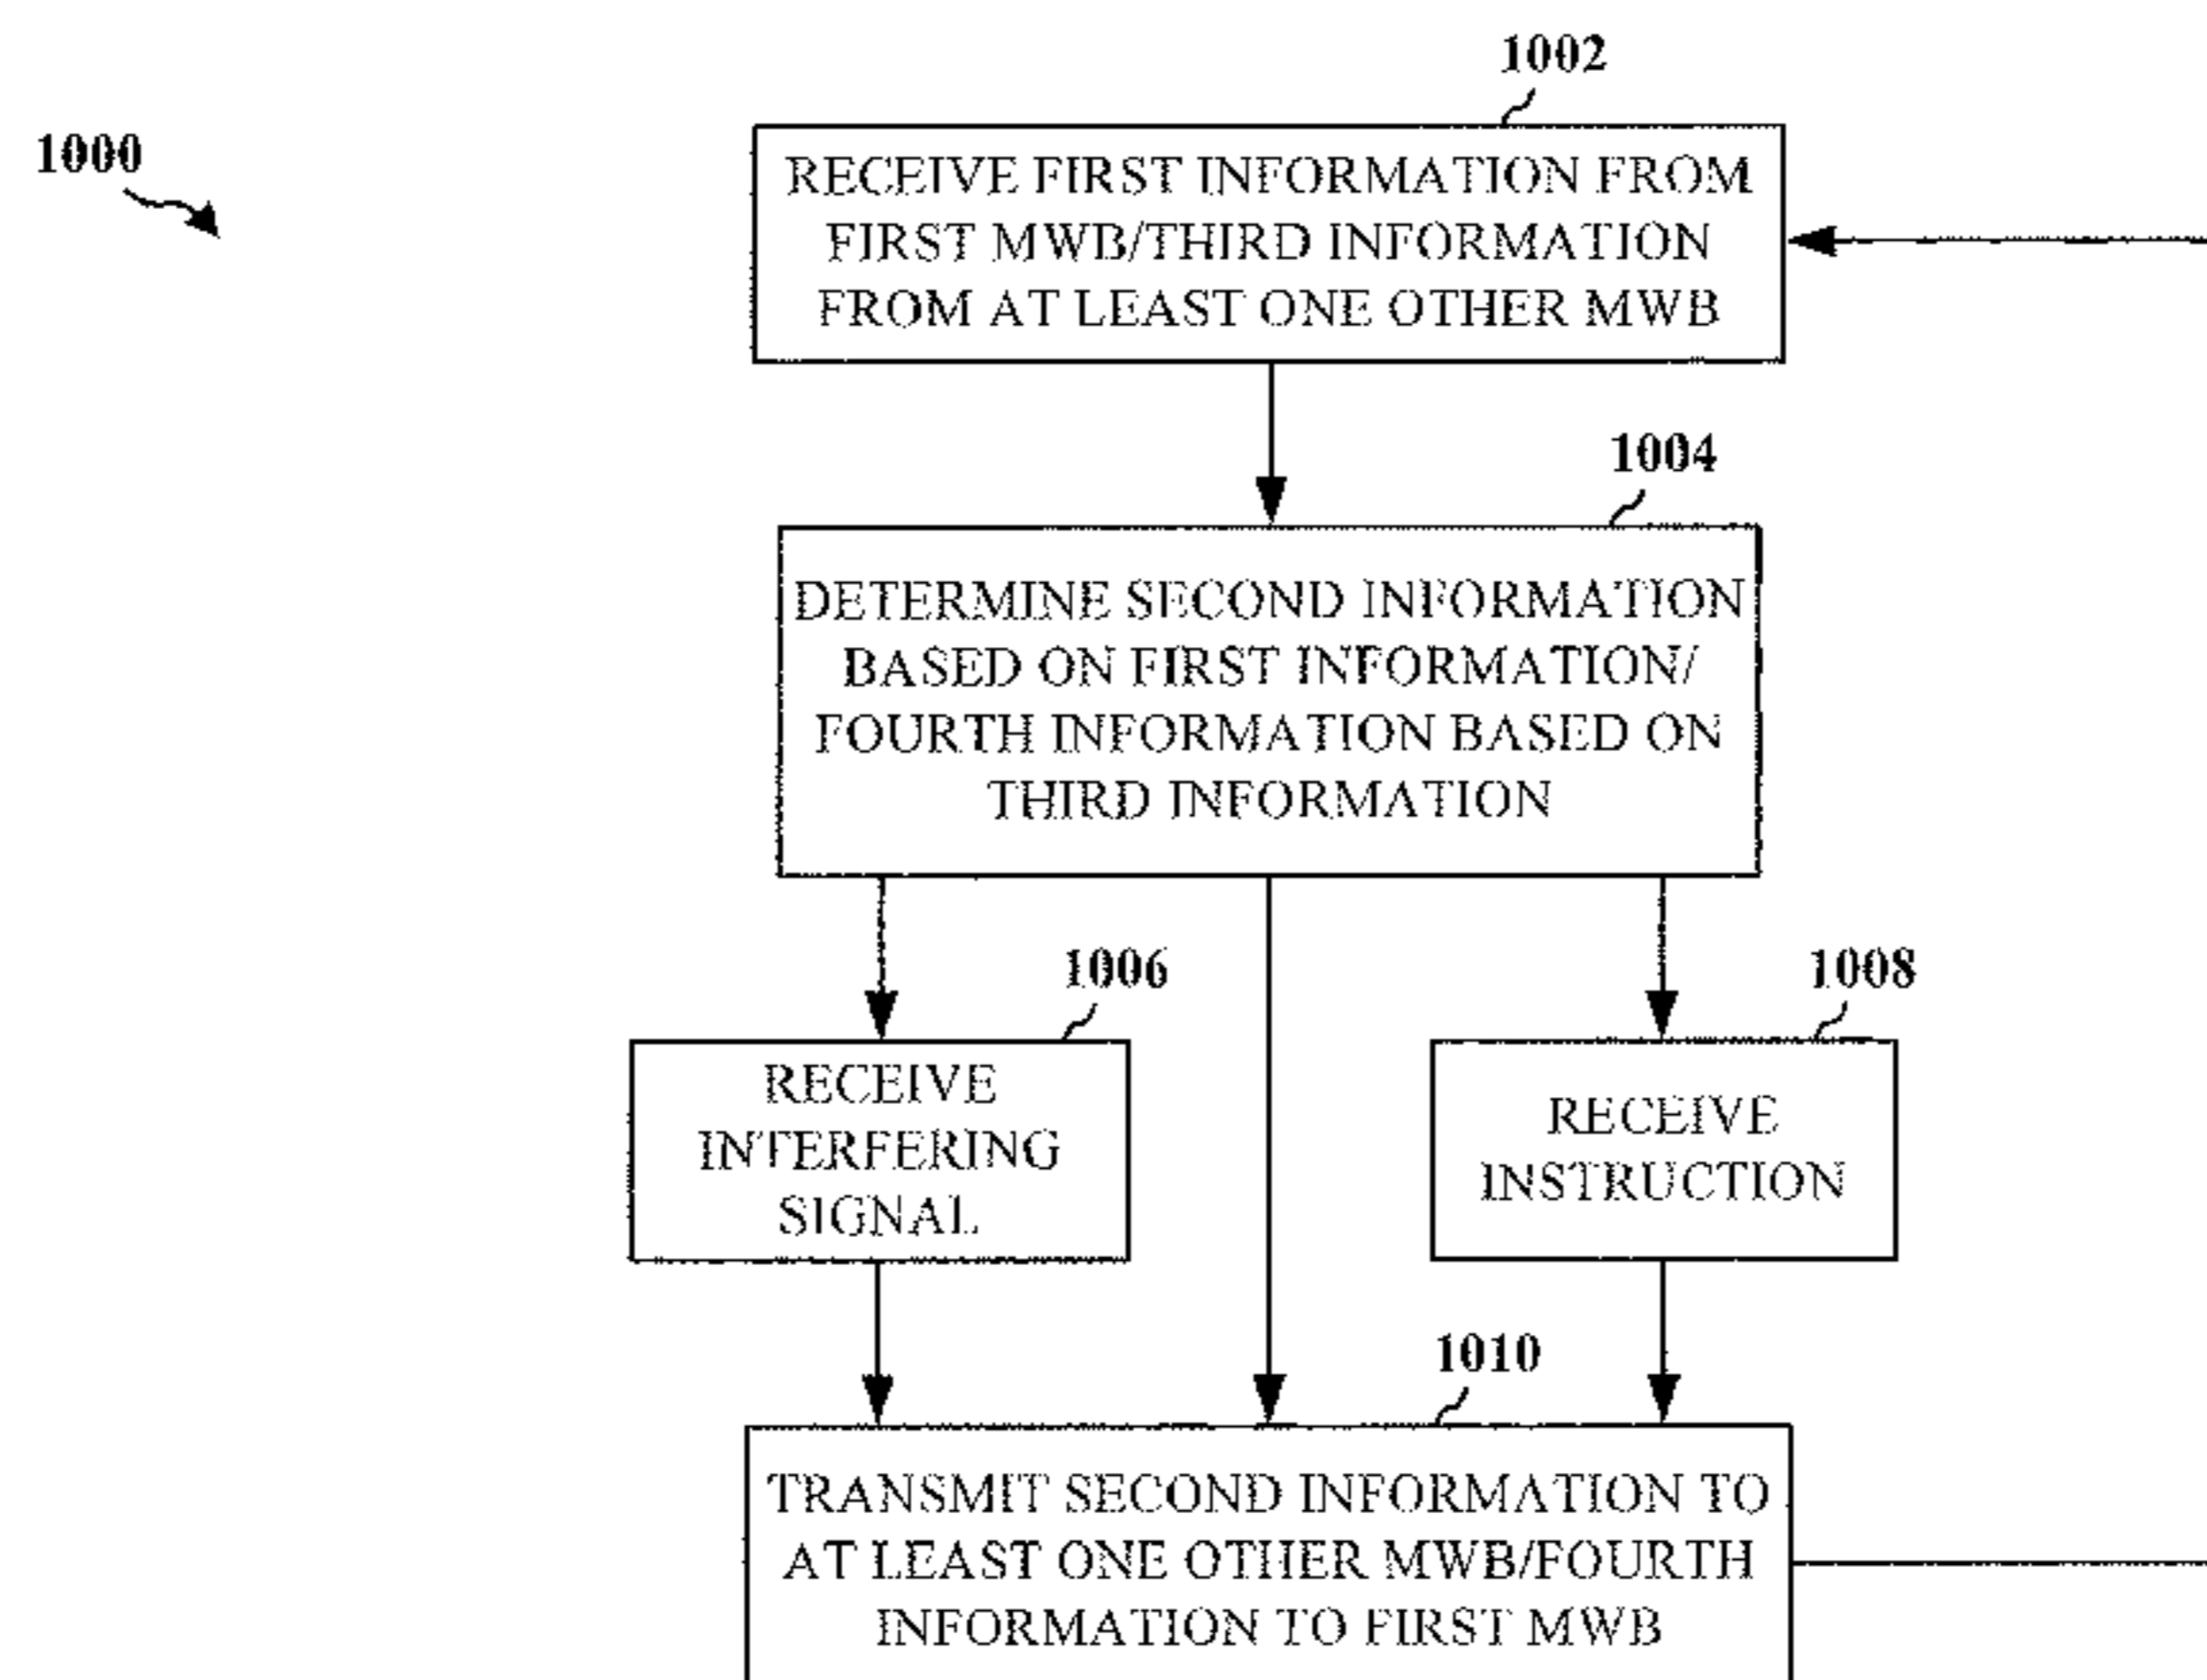 1002
1000
RECEIVE FIRST INFORMATION FROM
FIRST MWB/THIRD INFORMATION
FROM AT LEAST ONE OTHER MWB
1004
DETERMINE SECOND INFORMATION
BASED ON FIRST INFORMATION/
FOURTH INFORMATION BASED ON
THIRD INFORMATION
1006
1008
RECEIVE
INTERFERING
SIGNAL
RECEIVE
INSTRUCTION
1010
TRANSMIT SECOND INFORMATION TO
AT LEAST ONE OTHER MWB/FOURTH
INFORMATION TO FIRST MWB